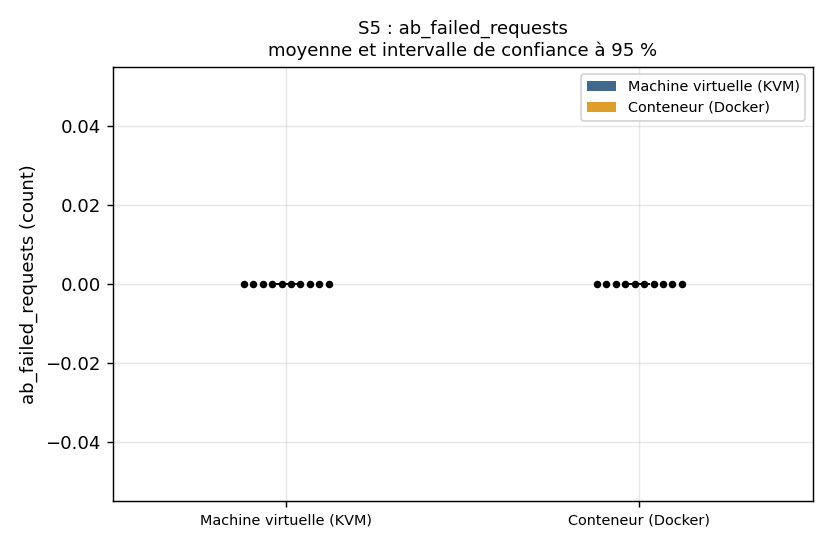 S5 : ab_failed_requests
moyenne et intervalle de confiance à 95 %
Machine virtuelle (KVM)
Conteneur (Docker)
ab_failed_requests (count)
0.04
0.02
0.00
−0.02
−0.04
Machine virtuelle (KVM)
Conteneur (Docker)